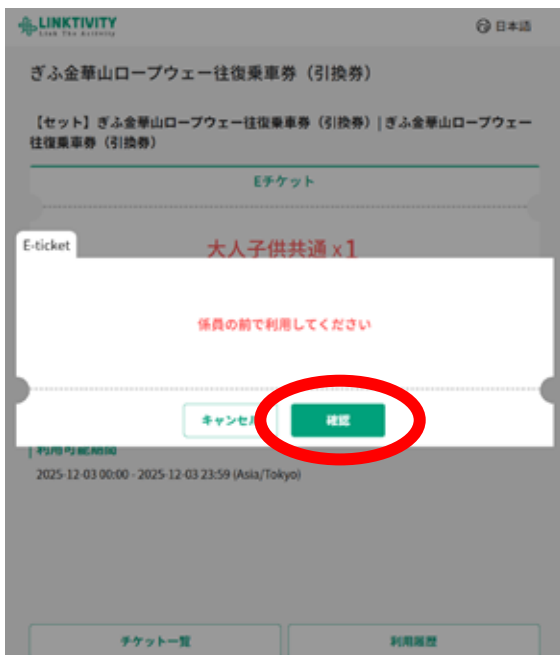 LINKTIVITY
Link The Activity
日本語
ぎふ金華山ロープウェー往復乗車券（引換券）
【セット】ぎふ金華山ロープウェー往復乗車券（引換券）| ぎふ金華山ロープウェー
往復乗車券（引換券）
Eチケット
E-ticket
大人子供共通 x 1
係員の前で利用してください
キャンセル
確認
利用可能期間
2025-12-03 00:00 - 2025-12-03 23:59 (Asia/Tokyo)
チケット一覧
利用履歴